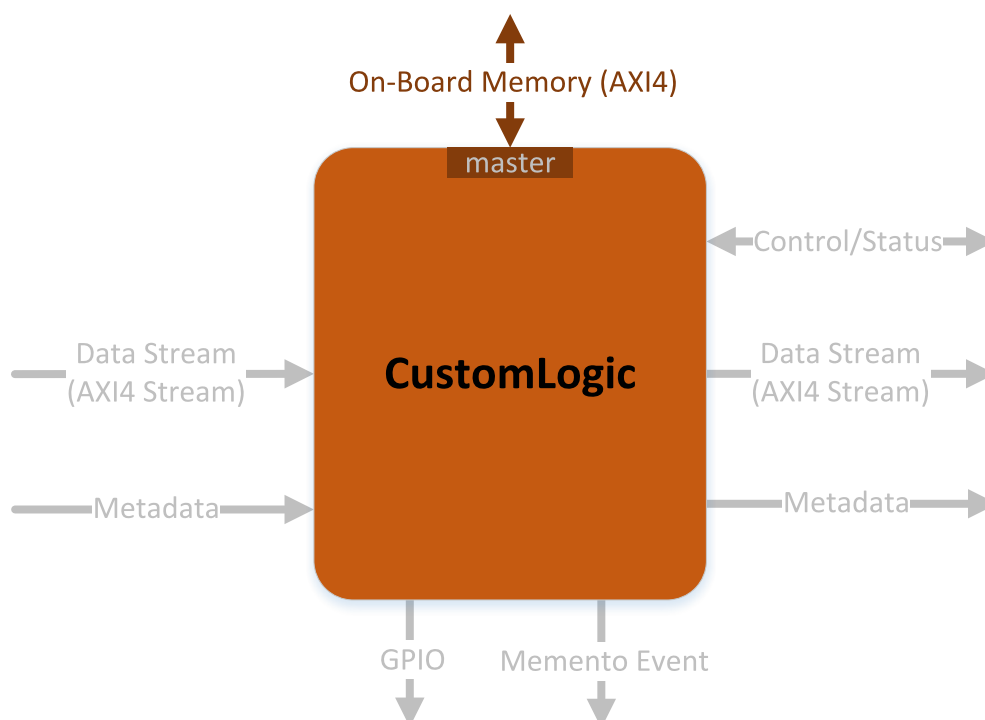 On-Board Memory (AXI4)
master
Control/Status
Data Stream
(AXI4 Stream)
CustomLogic
Data Stream
(AXI4 Stream)
Metadata
Metadata
GPIO
Memento Event